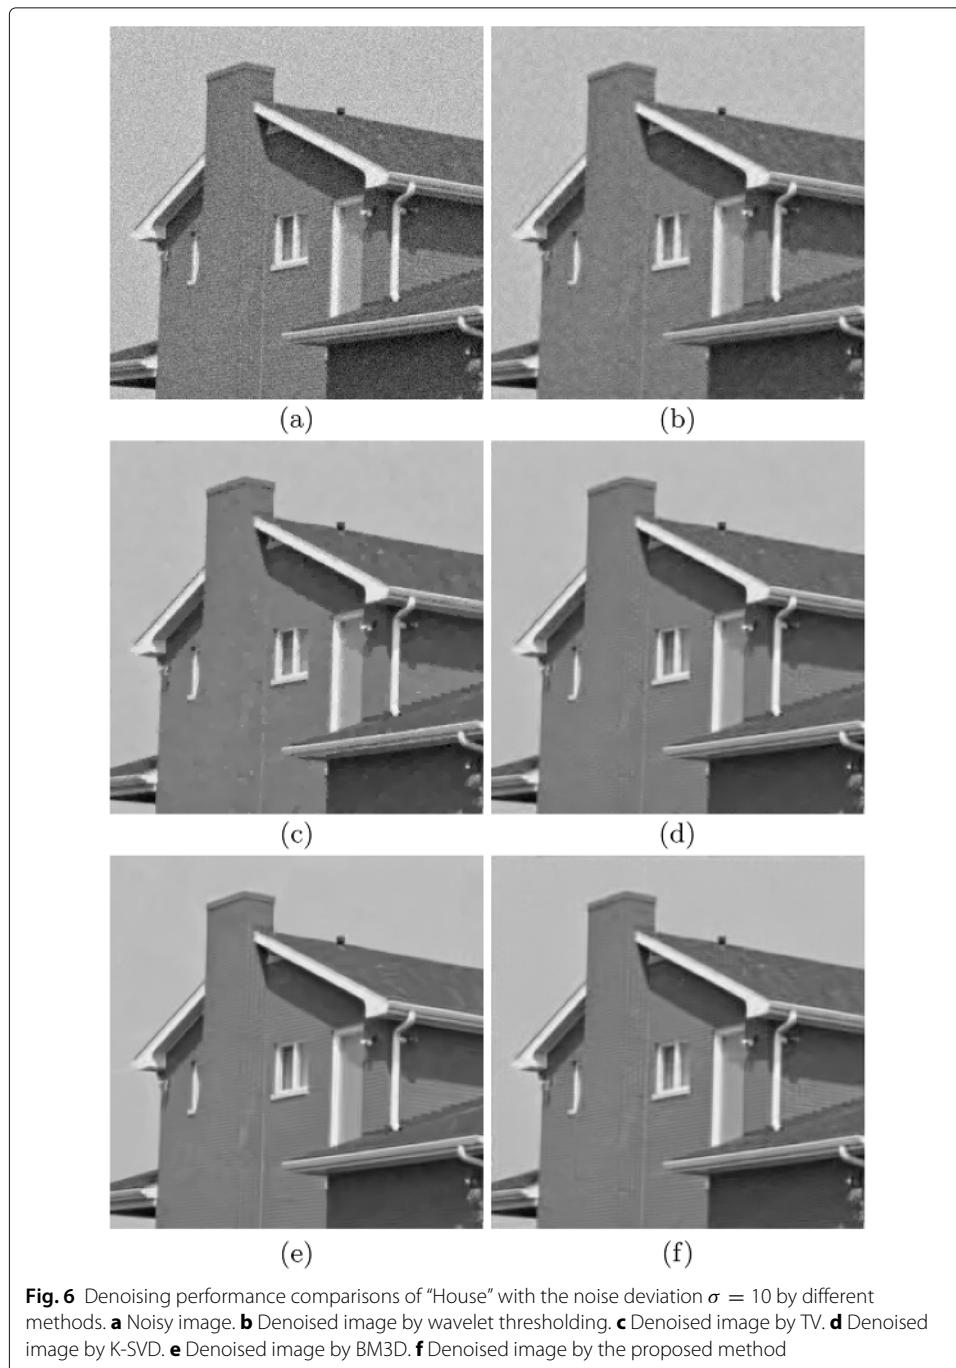 (a)
(b)
(c)
(d)
(e)
(f)
Fig. 6 Denoising performance comparisons of “House” with the noise deviation σ = 10 by different
methods. a Noisy image. b Denoised image by wavelet thresholding. c Denoised image by TV. d Denoised
image by K-SVD. e Denoised image by BM3D. f Denoised image by the proposed method